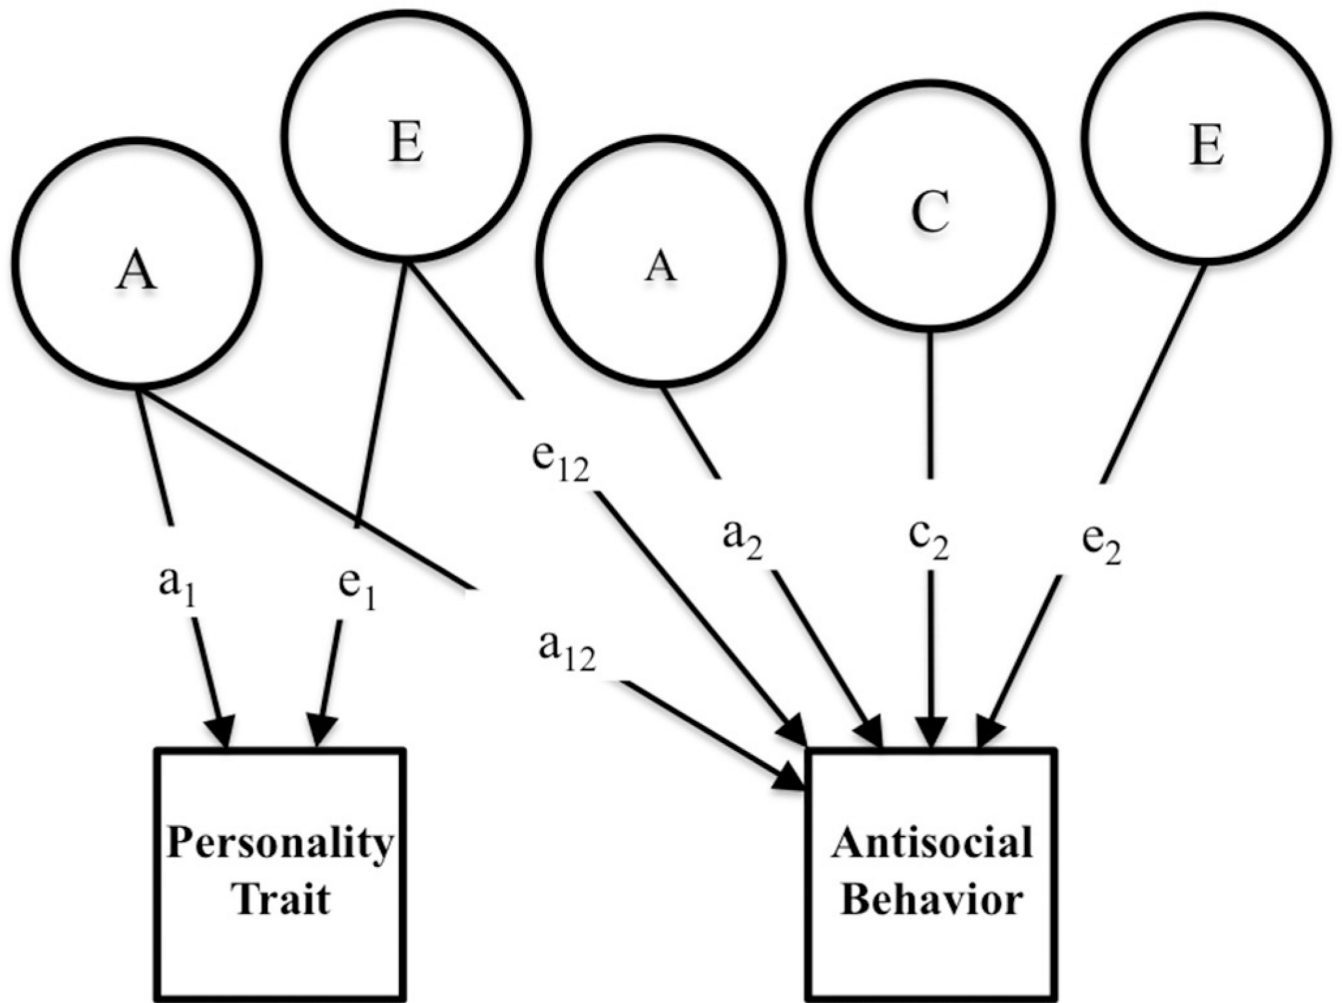 A
E
A
C
E
a₁
e₁
e₁₂
a₁₂
a₂
c₂
e₂
Personality
Trait
Antisocial
Behavior